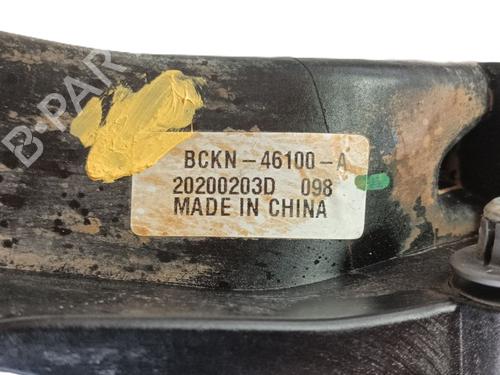 B-PARTS
BCKN-46100-A
20200203D 098
MADE IN CHINA